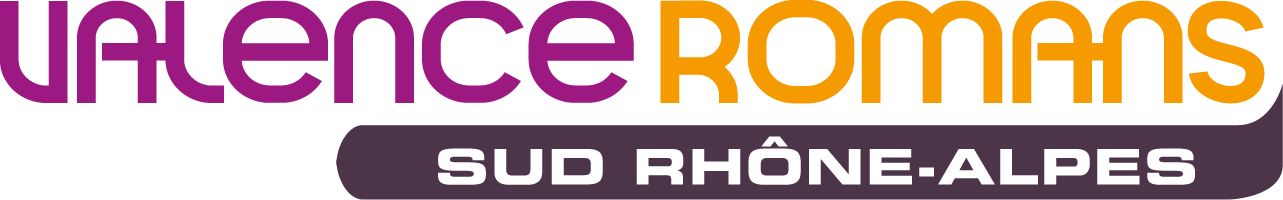 VALENCE ROMANS
SUD RHÔNE-ALPES